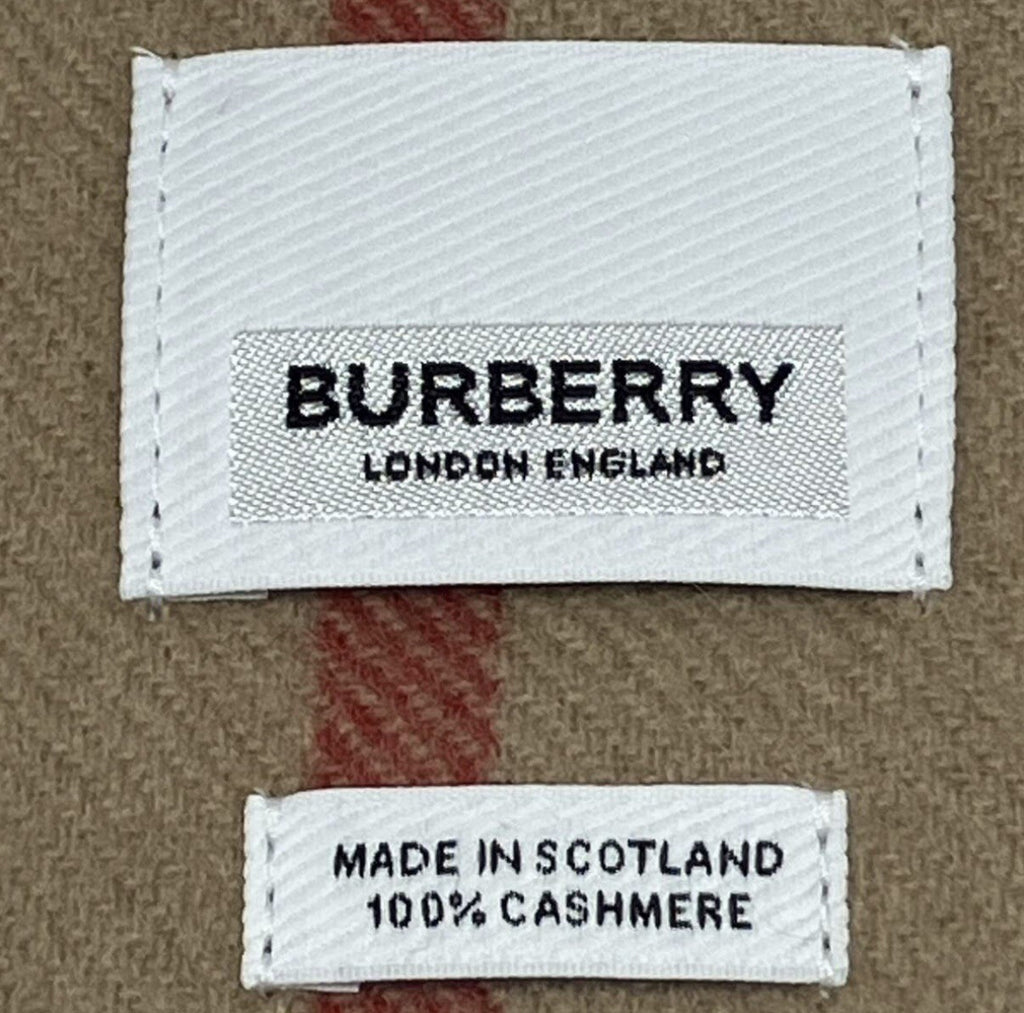 BURBERRY
LONDON ENGLAND
MADE IN SCOTLAND
100% CASHMERE